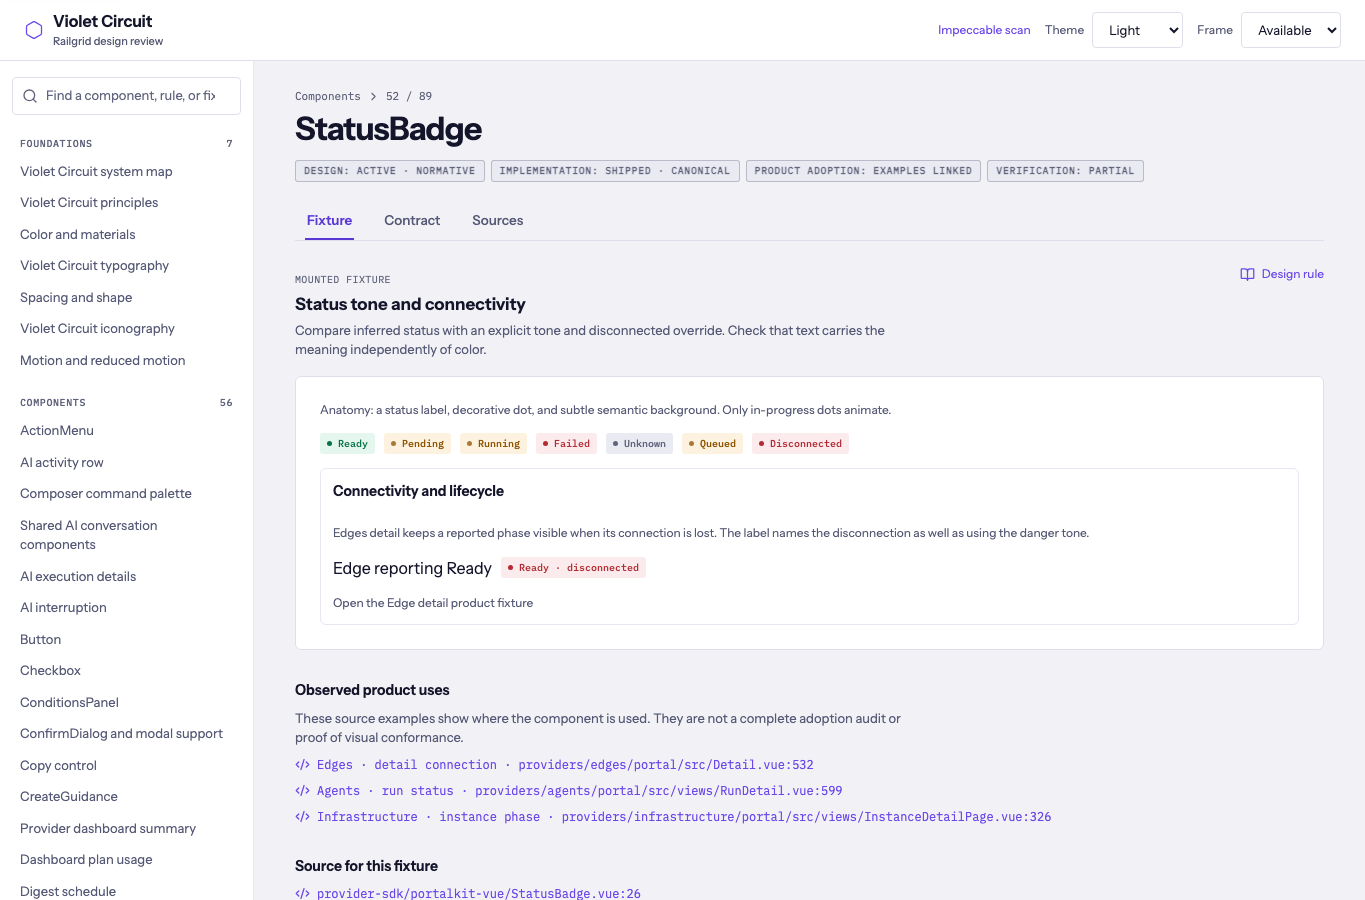 Violet Circuit
Railgrid design review
Impeccable scan
Theme
Light
Frame
Available
Find a component, rule, or fix
FOUNDATIONS 7
Violet Circuit system map
Violet Circuit principles
Color and materials
Violet Circuit typography
Spacing and shape
Violet Circuit iconography
Motion and reduced motion
COMPONENTS 56
ActionMenu
AI activity row
Composer command palette
Shared AI conversation
components
AI execution details
AI interruption
Button
Checkbox
ConditionsPanel
ConfirmDialog and modal support
Copy control
CreateGuidance
Provider dashboard summary
Dashboard plan usage
Digest schedule
Components > 52 / 89
StatusBadge
DESIGN: ACTIVE · NORMATIVE
IMPLEMENTATION: SHIPPED · CANONICAL
PRODUCT ADOPTION: EXAMPLES LINKED
VERIFICATION: PARTIAL
Fixture
Contract
Sources
MOUNTED FIXTURE
Design rule
Status tone and connectivity
Compare inferred status with an explicit tone and disconnected override. Check that text carries the
meaning independently of color.
Anatomy: a status label, decorative dot, and subtle semantic background. Only in-progress dots animate.
Ready
Pending
Running
Failed
Unknown
Queued
Disconnected
Connectivity and lifecycle
Edges detail keeps a reported phase visible when its connection is lost. The label names the disconnection as well as using the danger tone.
Edge reporting Ready
Ready · disconnected
Open the Edge detail product fixture
Observed product uses
These source examples show where the component is used. They are not a complete adoption audit or
proof of visual conformance.
Edges · detail connection · providers/edges/portal/src/Detail.vue:532
Agents · run status · providers/agents/portal/src/views/RunDetail.vue:599
Infrastructure · instance phase · providers/infrastructure/portal/src/views/InstanceDetailPage.vue:326
Source for this fixture
provider-sdk/portalkit-vue/StatusBadge.vue:26